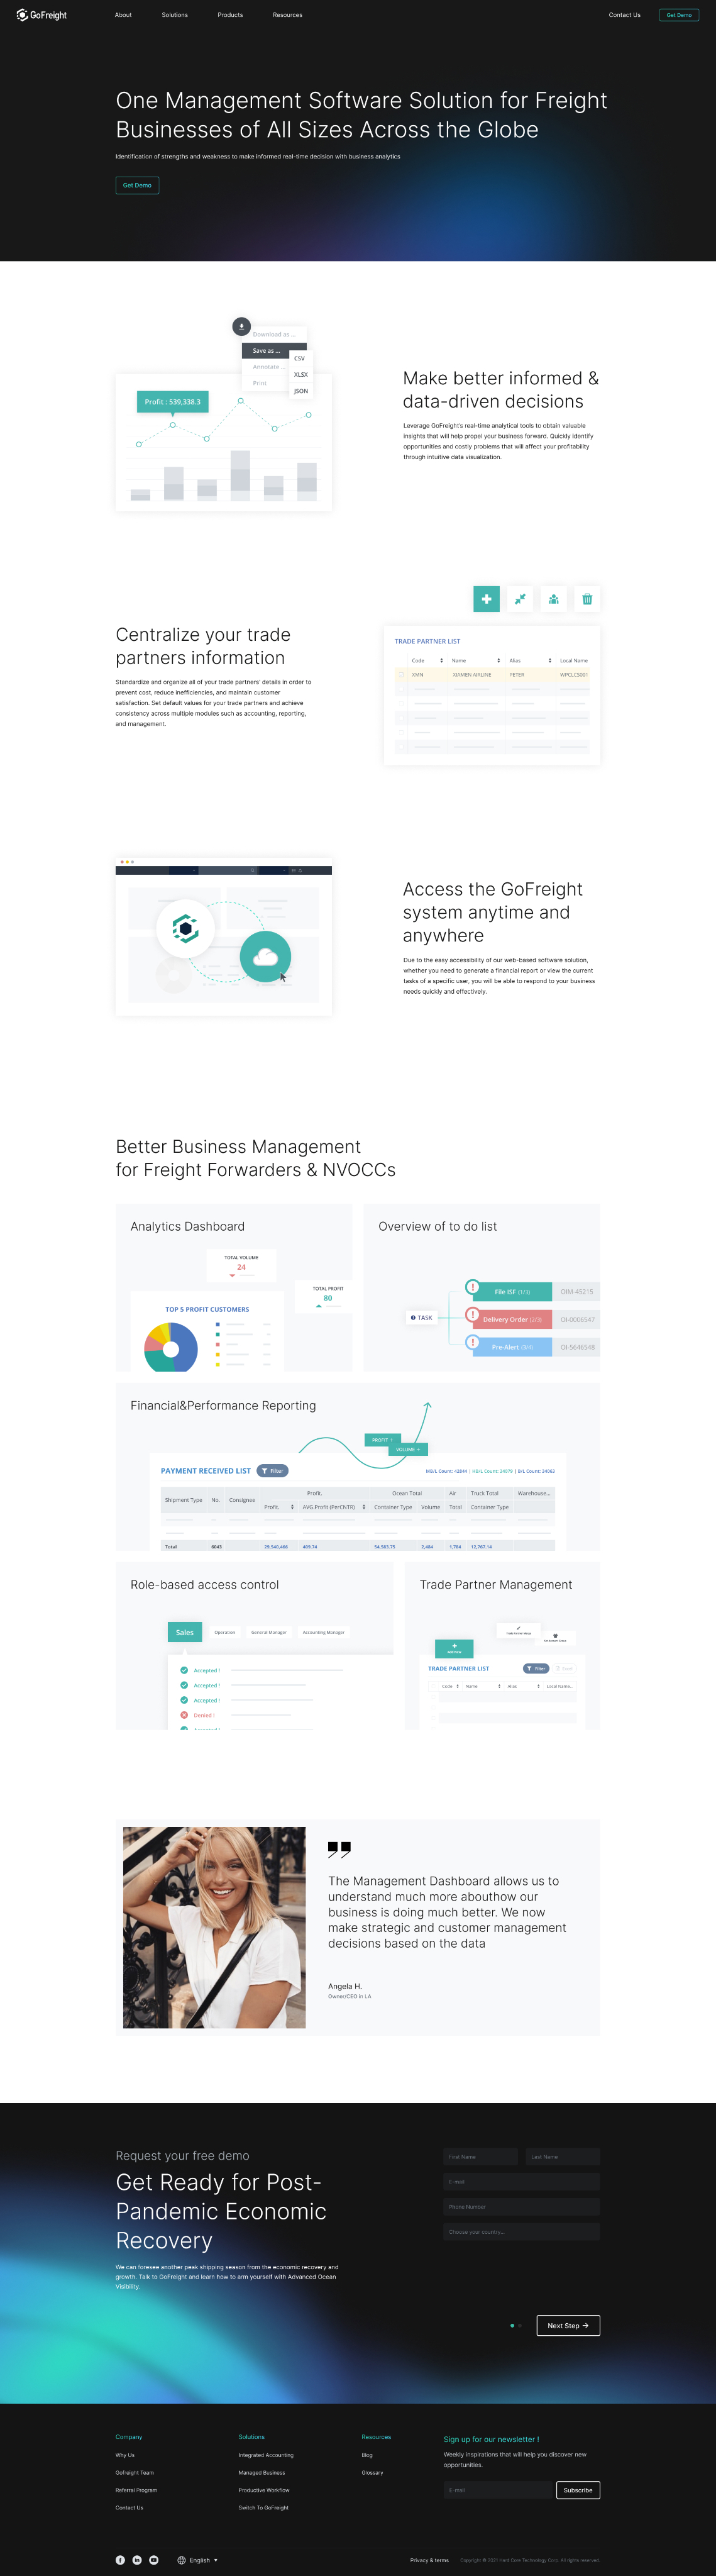 GoFreight
About Solutions Products Resources Contact Us Get Demo
One Management Software Solution for Freight
Businesses of All Sizes Across the Globe
Identification of strengths and weakness to make informed real-time decision with business analytics
Get Demo
Download as ...
Save as ...
Annotate ...
Print
CSV
XLSX
JSON
Profit : 539,338.3
Make better informed &
data-driven decisions
Leverage GoFreight's real-time analytical tools to obtain valuable
insights that will help propel your business forward. Quickly identify
opportunities and costly problems that will affect your profitability
through intuitive data visualization.
Centralize your trade
partners information
Standardize and organize all of your trade partners' details in order to
prevent cost, reduce inefficiencies, and maintain customer
satisfaction. Set default values for your trade partners and achieve
consistency across multiple modules such as accounting, reporting,
and management.
TRADE PARTNER LIST
Code Name Alias Local Name
XMN XIAMEN AIRLINE PETER WPCLCS081
Access the GoFreight
system anytime and
anywhere
Due to the easy accessibility of our web-based software solution,
whether you need to generate a financial report or view the current
tasks of a specific user, you will be able to respond to your business
needs quickly and effectively.
Better Business Management
for Freight Forwarders & NVOCCs
Analytics Dashboard
TOTAL VOLUME
24
TOTAL PROFIT
80
TOP 5 PROFIT CUSTOMERS
Overview of to do list
TASK
File ISF (1/3) OIM-45215
Delivery Order (2/9) OI-0006547
Pre-Alert (9/4) OI-5646548
Financial&Performance Reporting
PROFIT +
VOLUME +
PAYMENT RECEIVED LIST Filter
Shipment Type No. Consignee Profit Ocean Total Air Truck Total Warehouse...
Profit AVG.Profit (PerCNTR) Container Type Volume Total Container Type
Total 6043 29,540,466 499.74 54,583.75 2,404 1,784 12,767.14
Role-based access control
Sales Operation General Manager Accounting Manager
Accepted !
Accepted !
Accepted !
Denied !
Accepted !
Trade Partner Management
TRADE PARTNER LIST Filter
Code Name Alias Local Name...
The Management Dashboard allows us to
understand much more abouthow our
business is doing much better. We now
make strategic and customer management
decisions based on the data
Angela H.
Owner/CEO in LA
Request your free demo
Get Ready for Post-
Pandemic Economic
Recovery
We can foresee another peak shipping season from the economic recovery and
growth. Talk to GoFreight and learn how to arm yourself with Advanced Ocean
Visibility.
First Name Last Name
E-mail
Phone Number
Choose your country...
Next Step →
Company
Why Us
GoFreight Team
Referral Program
Contact Us
Solutions
Integrated Accounting
Managed Business
Productive Workflow
Switch To GoFreight
Resources
Blog
Glossary
Sign up for our newsletter !
Weekly inspirations that will help you discover new
opportunities.
E-mail Subscribe
English
Privacy & terms Copyright © 2021 Hard Core Technology Corp. All rights reserved.